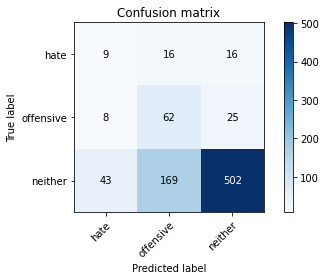 Confusion matrix
True label
hate 9 16 16
offensive 8 62 25
neither 43 169 502
hate offensive neither
Predicted label
500
400
300
200
100